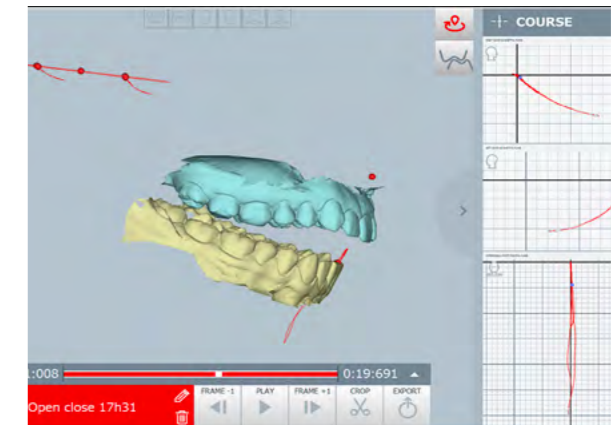 COURSE
1:008
0:19:691
Open close 17h31
FRAME -1
PLAY
FRAME +1
CROP
EXPORT